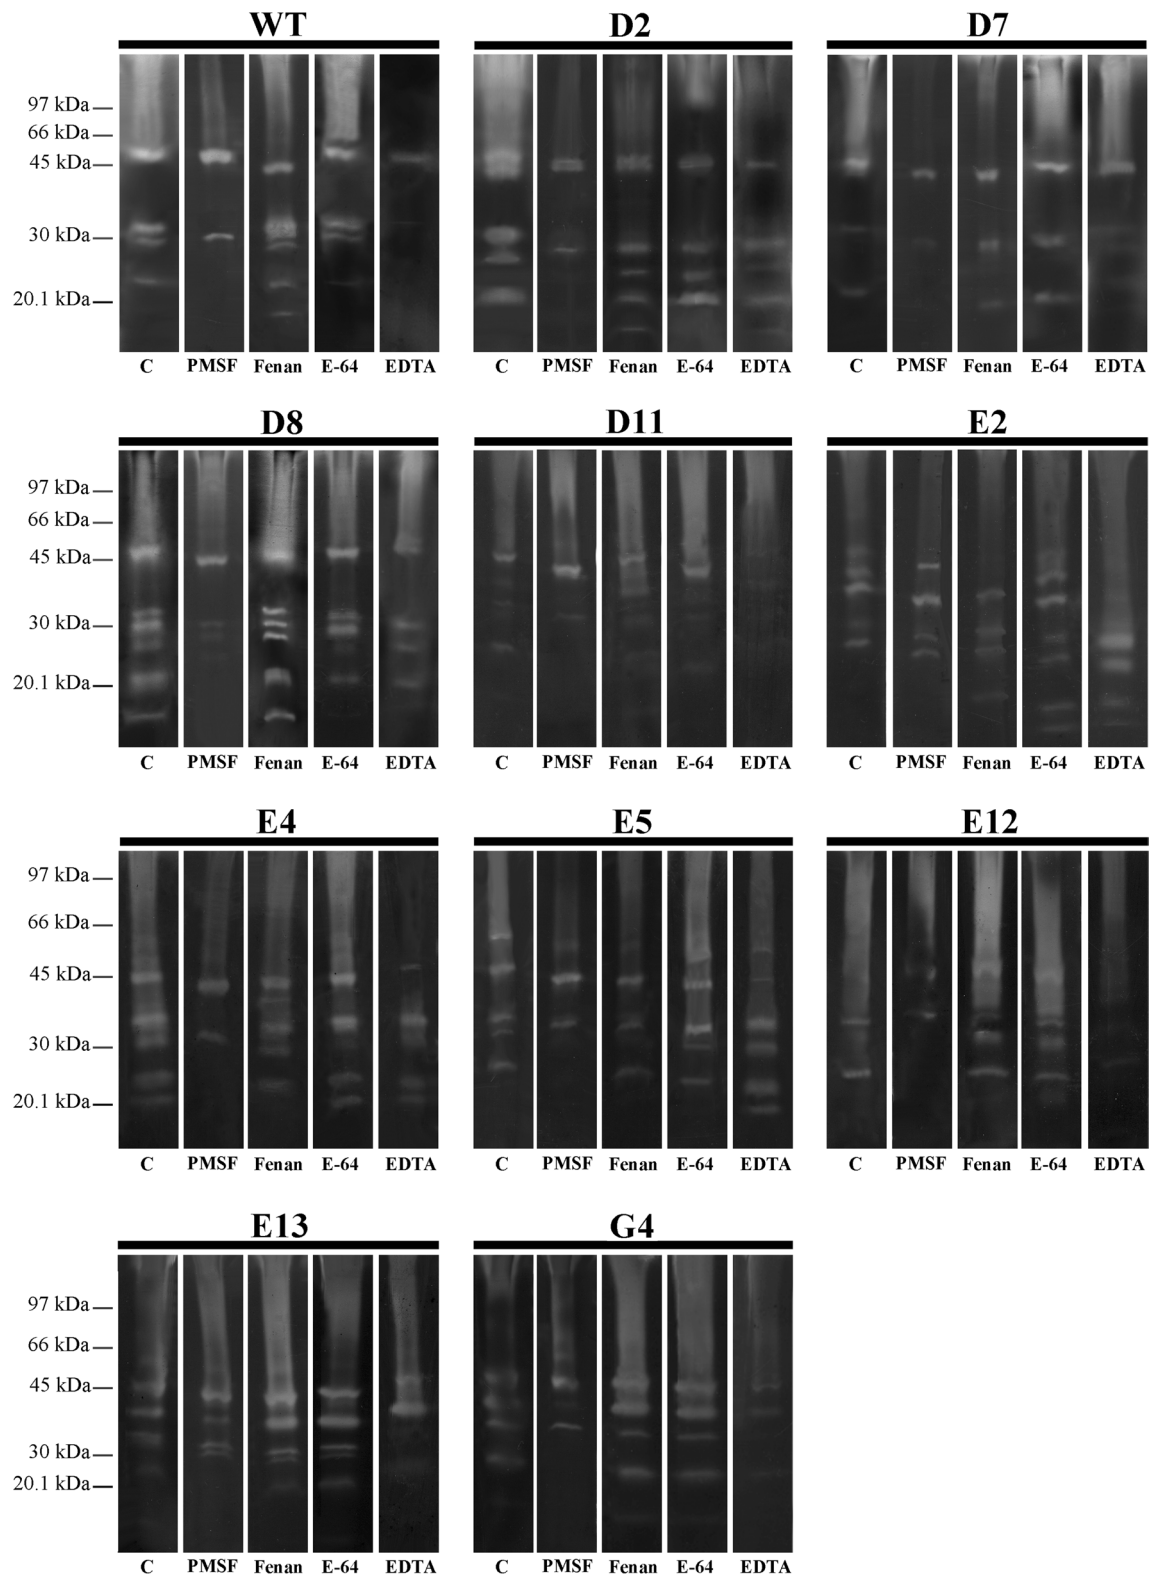 WT D2 D7
97 kDa
66 kDa
45 kDa
30 kDa
20.1 kDa
C PMSF Fenan E-64 EDTA C PMSF Fenan E-64 EDTA C PMSF Fenan E-64 EDTA
D8 D11 E2
97 kDa
66 kDa
45 kDa
30 kDa
20.1 kDa
C PMSF Fenan E-64 EDTA C PMSF Fenan E-64 EDTA C PMSF Fenan E-64 EDTA
E4 E5 E12
97 kDa
66 kDa
45 kDa
30 kDa
20.1 kDa
C PMSF Fenan E-64 EDTA C PMSF Fenan E-64 EDTA C PMSF Fenan E-64 EDTA
E13 G4
97 kDa
66 kDa
45 kDa
30 kDa
20.1 kDa
C PMSF Fenan E-64 EDTA C PMSF Fenan E-64 EDTA